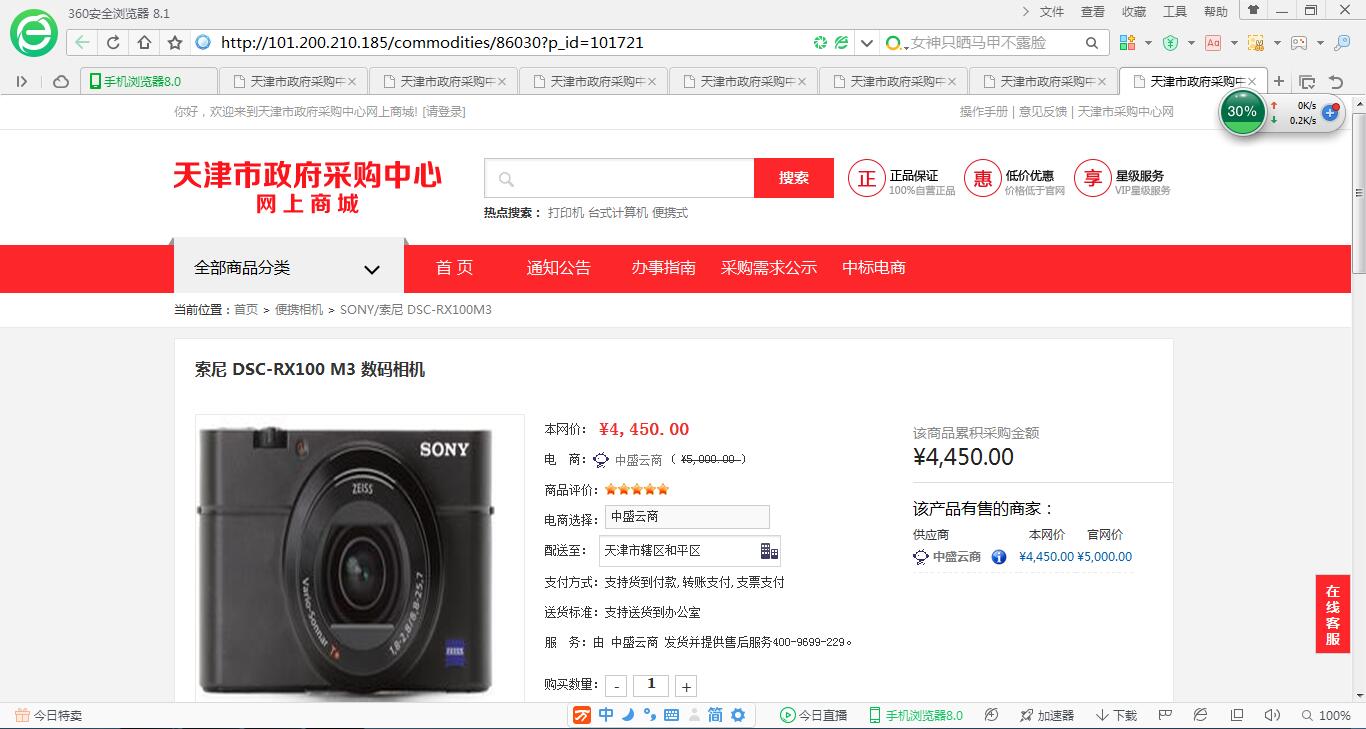 360安全浏览器 8.1
文件 查看 收藏 工具 帮助
http://101.200.210.185/commodities/86030?p_id=101721
女神只晒马甲不露脸
手机浏览器8.0 天津市政府采购中 天津市政府采购中 天津市政府采购中 天津市政府采购中 天津市政府采购中 天津市政府采购中 天津市政府采购中
你好，欢迎来到天津市政府采购中心网上商城! [请登录]
操作手册 | 意见反馈 | 天津市采购中心网
30%
0K/s
0.2K/s
天津市政府采购中心
网上商城
搜索
热点搜索： 打印机 台式计算机 便携式
正 正品保证
100%自营正品
惠 低价优惠
价格低于官网
享 星级服务
VIP星级服务
全部商品分类 首 页 通知公告 办事指南 采购需求公示 中标电商
当前位置：首页 > 便携相机 > SONY/索尼 DSC-RX100M3
索尼 DSC-RX100 M3 数码相机
SONY
ZEISS
Vario-Sonnar T*
1,8-2,8/8,8-25,7
ZEISS
本网价： ¥4,450.00
电 商： 中盛云商 ( ¥5,000.00 )
商品评价：
电商选择： 中盛云商
配送至： 天津市辖区和平区
支付方式：支持货到付款,转账支付,支票支付
送货标准：支持送货到办公室
服 务：由 中盛云商 发货并提供售后服务400-9699-229。
购买数量： - 1 +
该商品累积采购金额
¥4,450.00
该产品有售的商家：
供应商 本网价 官网价
中盛云商 ¥4,450.00 ¥5,000.00
在线客服
今日特卖
中 简
今日直播 手机浏览器8.0 加速器 下载 100%